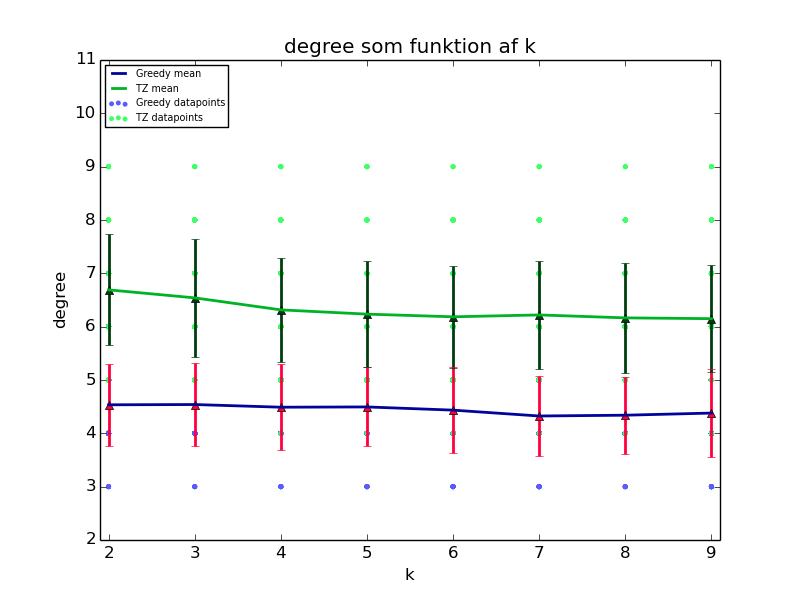 degree som funktion af k
11
10
9
8
7
6
5
4
3
2
degree
Greedy mean
TZ mean
Greedy datapoints
TZ datapoints
2 3 4 5 6 7 8 9
k